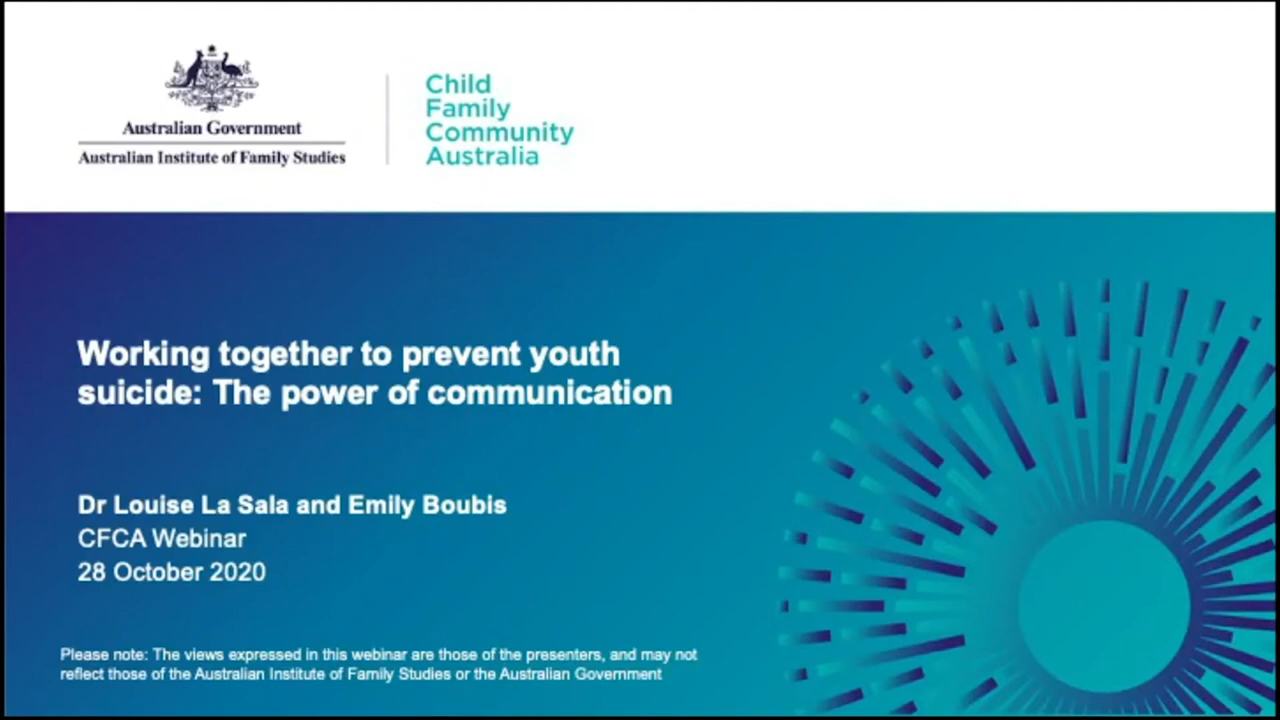 Australian Government
Australian Institute of Family Studies
Child
Family
Community
Australia
Working together to prevent youth
suicide: The power of communication
Dr Louise La Sala and Emily Boubis
CFCA Webinar
28 October 2020
Please note: The views expressed in this webinar are those of the presenters, and may not
reflect those of the Australian Institute of Family Studies or the Australian Government